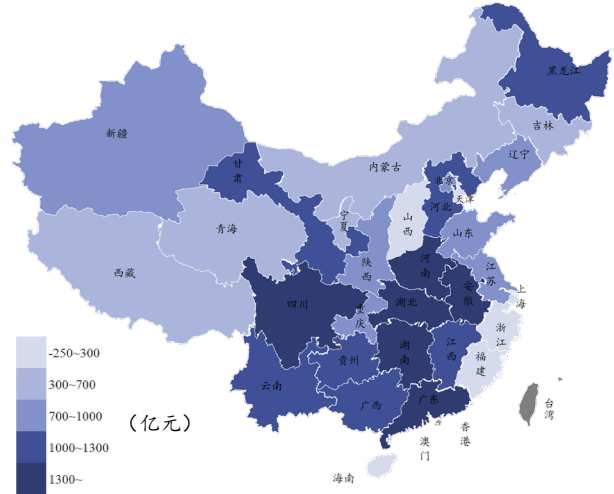 黑龙江
吉林
辽宁
新疆
甘肃
内蒙古
北京
天津
河北
宁夏
山西
山东
青海
陕西
河南
江苏
西藏
安徽
上海
四川
湖北
重庆
浙江
湖南
江西
贵州
福建
云南
广西
广东
台湾
香港
澳门
海南
-250~300
300~700
700~1000
1000~1300
1300~
（亿元）